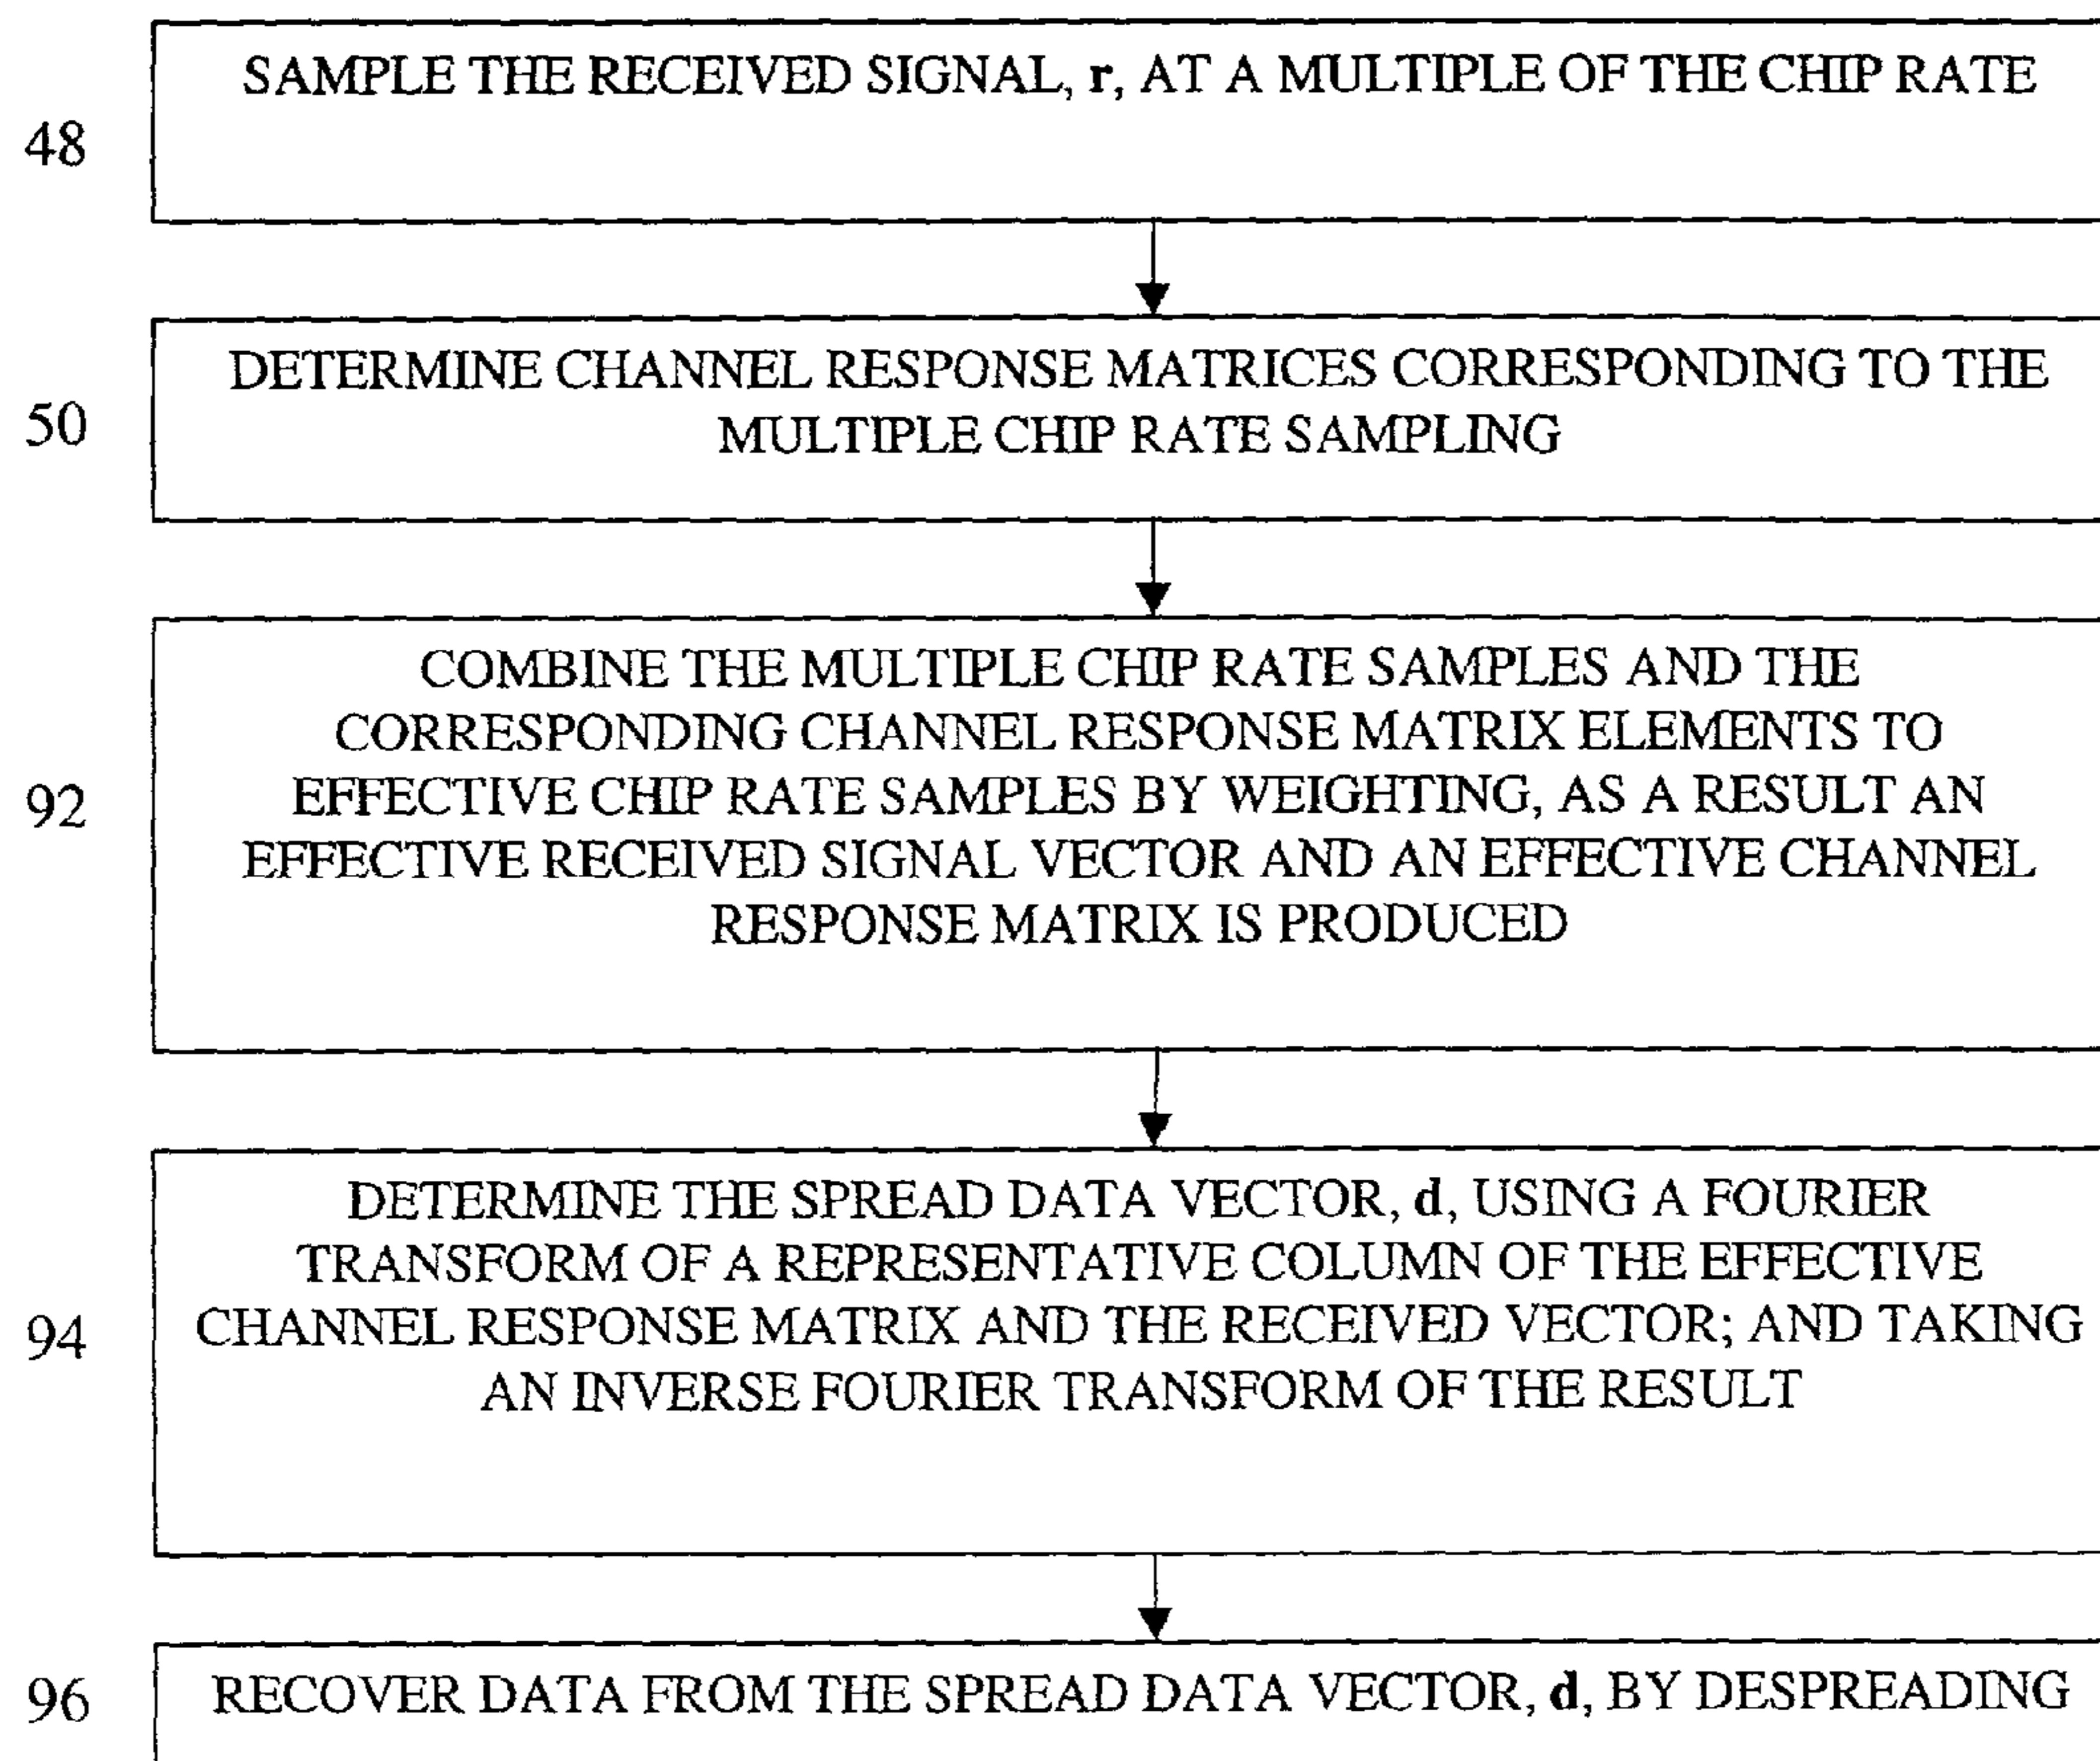 SAMPLE THE RECEIVED SIGNAL, r, AT A MULTIPLE OF THE CHIP RATE
48
DETERMINE CHANNEL RESPONSE MATRICES CORRESPONDING TO THE
MULTIPLE CHIP RATE SAMPLING
50
COMBINE THE MULTIPLE CHIP RATE SAMPLES AND THE
CORRESPONDING CHANNEL RESPONSE MATRIX ELEMENTS TO
EFFECTIVE CHIP RATE SAMPLES BY WEIGHTING, AS A RESULT AN
EFFECTIVE RECEIVED SIGNAL VECTOR AND AN EFFECTIVE CHANNEL
RESPONSE MATRIX IS PRODUCED
92
DETERMINE THE SPREAD DATA VECTOR, d, USING A FOURIER
TRANSFORM OF A REPRESENTATIVE COLUMN OF THE EFFECTIVE
CHANNEL RESPONSE MATRIX AND THE RECEIVED VECTOR; AND TAKING
AN INVERSE FOURIER TRANSFORM OF THE RESULT
94
RECOVER DATA FROM THE SPREAD DATA VECTOR, d, BY DESPREADING
96